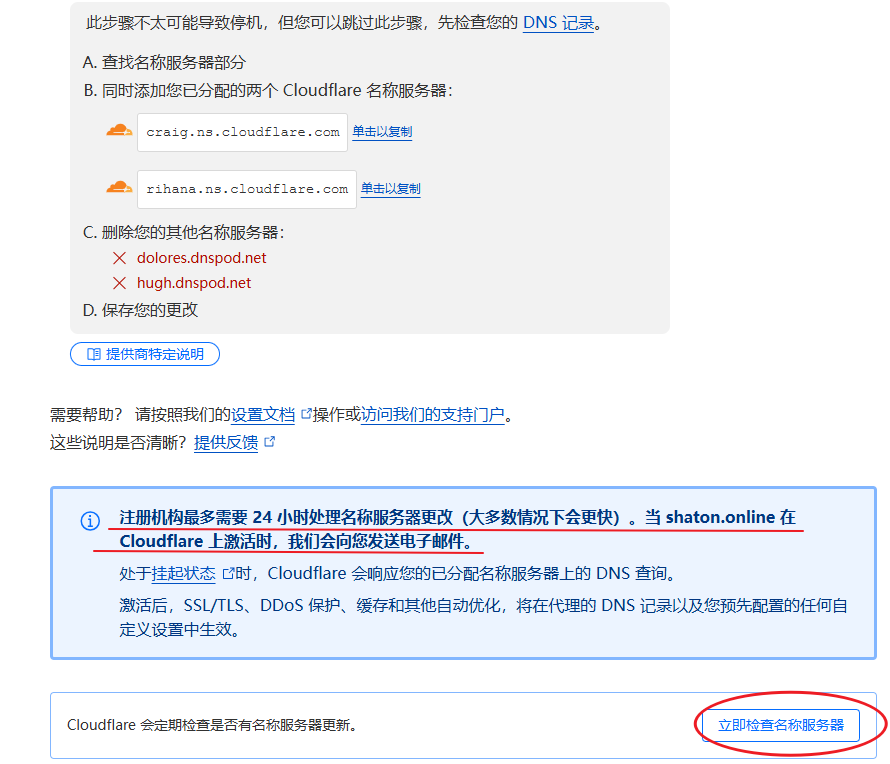 此步骤不太可能导致停机，但您可以跳过此步骤，先检查您的 DNS 记录。
A. 查找名称服务器部分
B. 同时添加您已分配的两个 Cloudflare 名称服务器：
craig.ns.cloudflare.com 单击以复制
rihana.ns.cloudflare.com 单击以复制
C. 删除您的其他名称服务器：
dolores.dnspod.net
hugh.dnspod.net
D. 保存您的更改
提供商特定说明
需要帮助？ 请按照我们的设置文档 操作或访问我们的支持门户。
这些说明是否清晰？提供反馈
注册机构最多需要 24 小时处理名称服务器更改（大多数情况下会更快）。当 shaton.online 在
Cloudflare 上激活时，我们会向您发送电子邮件。
处于挂起状态 时，Cloudflare 会响应您的已分配名称服务器上的 DNS 查询。
激活后，SSL/TLS、DDoS 保护、缓存和其他自动优化，将在代理的 DNS 记录以及您预先配置的任何自
定义设置中生效。
Cloudflare 会定期检查是否有名称服务器更新。 立即检查名称服务器